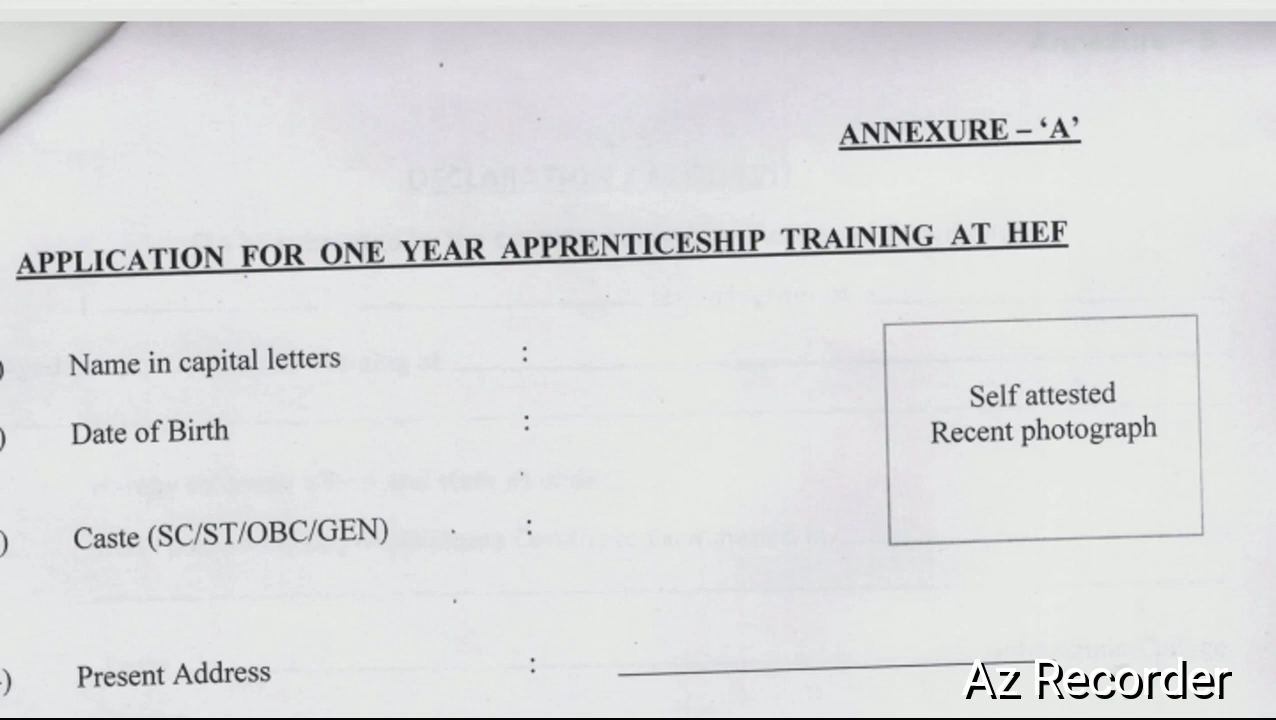 ANNEXURE – ‘A’
APPLICATION FOR ONE YEAR APPRENTICESHIP TRAINING AT HEF
) Name in capital letters :
Self attested
Recent photograph
) Date of Birth :
) Caste (SC/ST/OBC/GEN) :
) Present Address :
Az Recorder